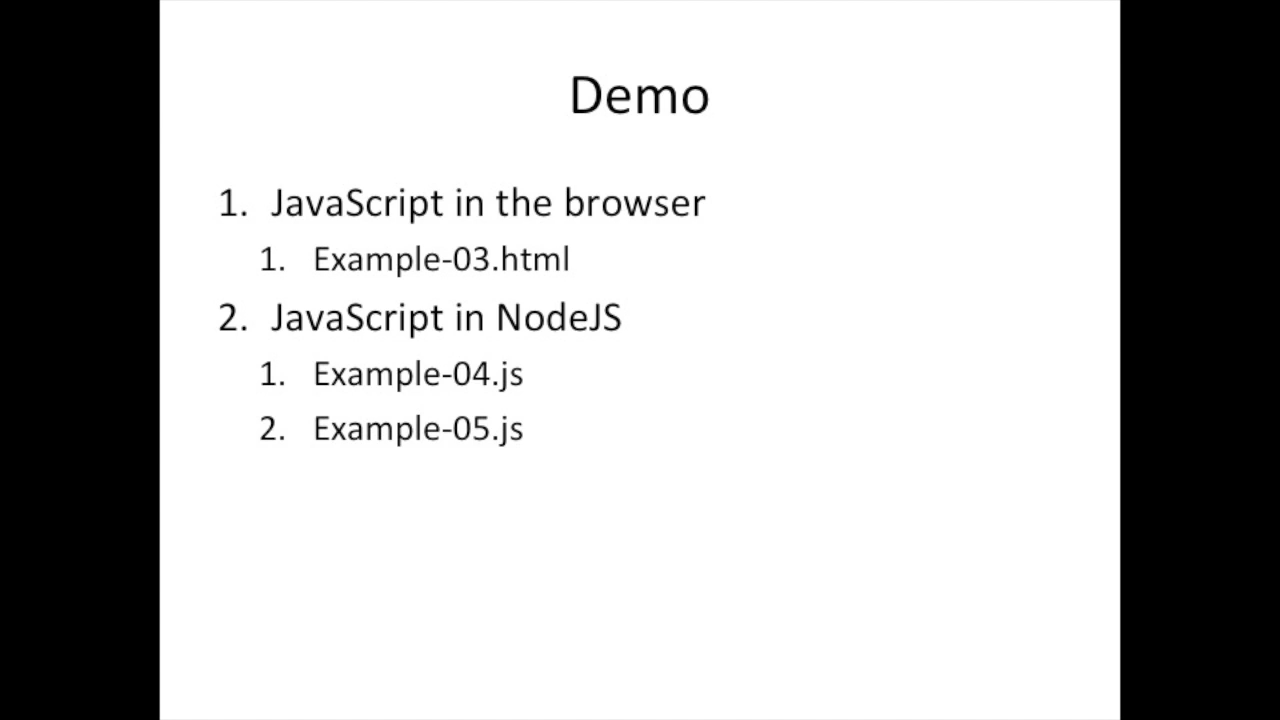 Demo
1. JavaScript in the browser
1. Example-03.html
2. JavaScript in NodeJS
1. Example-04.js
2. Example-05.js